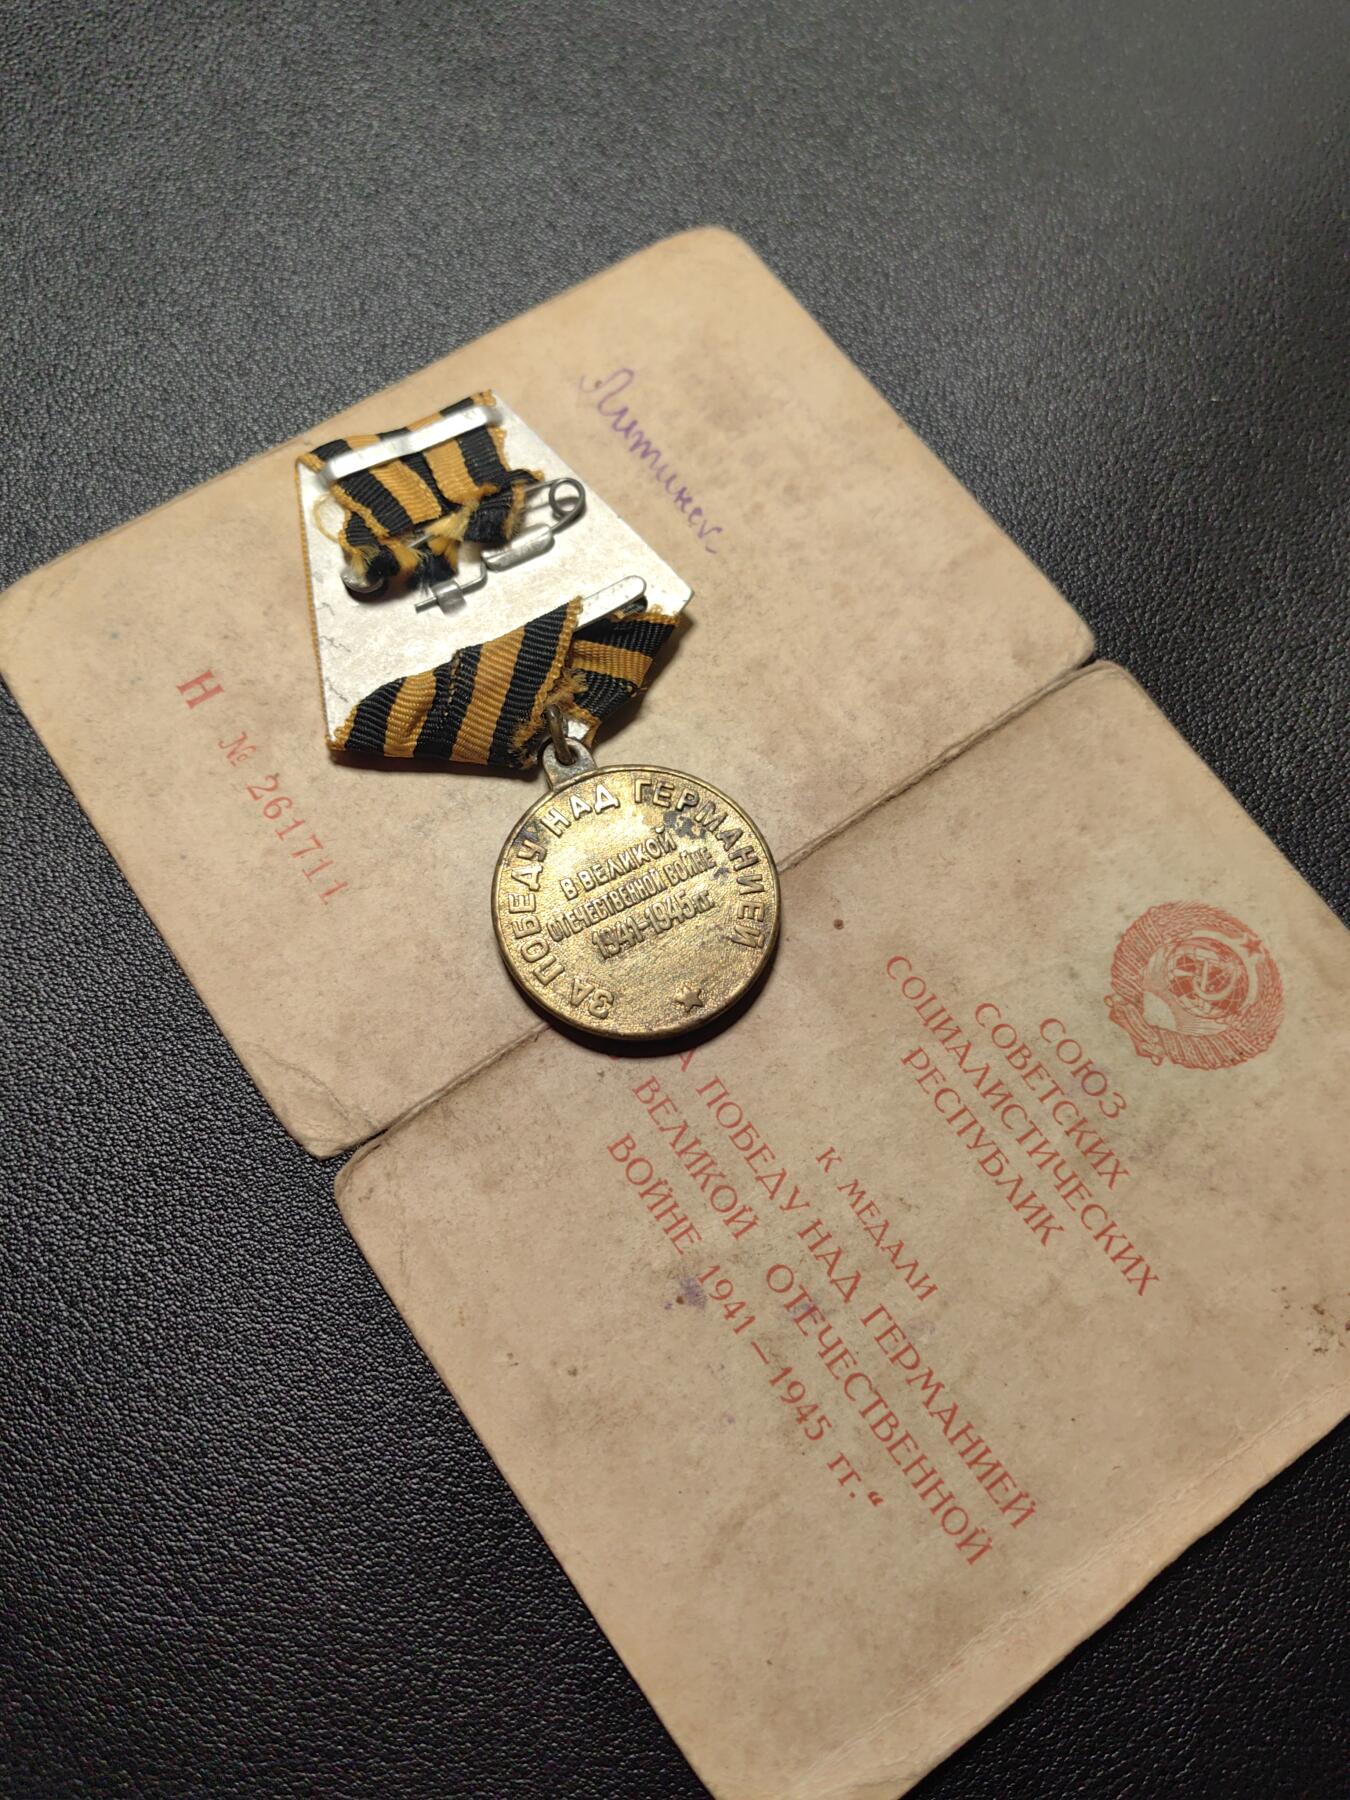 ЗА ПОБЕДУ НАД ГЕРМАНИЕЙ
В ВЕЛИКОЙ
ОТЕЧЕСТВЕННОЙ ВОЙНЕ
1941-1945 гг.
Н № 261711
СОЮЗ
СОВЕТСКИХ
СОЦИАЛИСТИЧЕСКИХ
РЕСПУБЛИК
К МЕДАЛИ
ЗА ПОБЕДУ НАД ГЕРМАНИЕЙ
ВЕЛИКОЙ ОТЕЧЕСТВЕННОЙ
ВОЙНЕ 1941—1945 гг.“